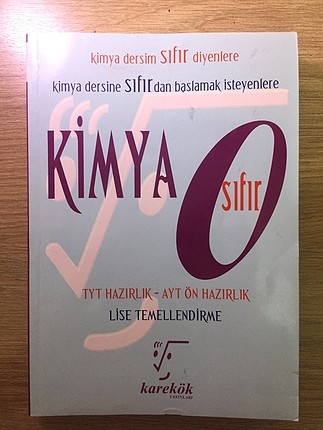 kimya dersim sıfır diyenlere
kimya dersine sıfırdan başlamak isteyenlere
KİMYA 0
sıfır
TYT HAZIRLIK - AYT ÖN HAZIRLIK
LİSE TEMELLENDİRME
karekök
YAYINLARI